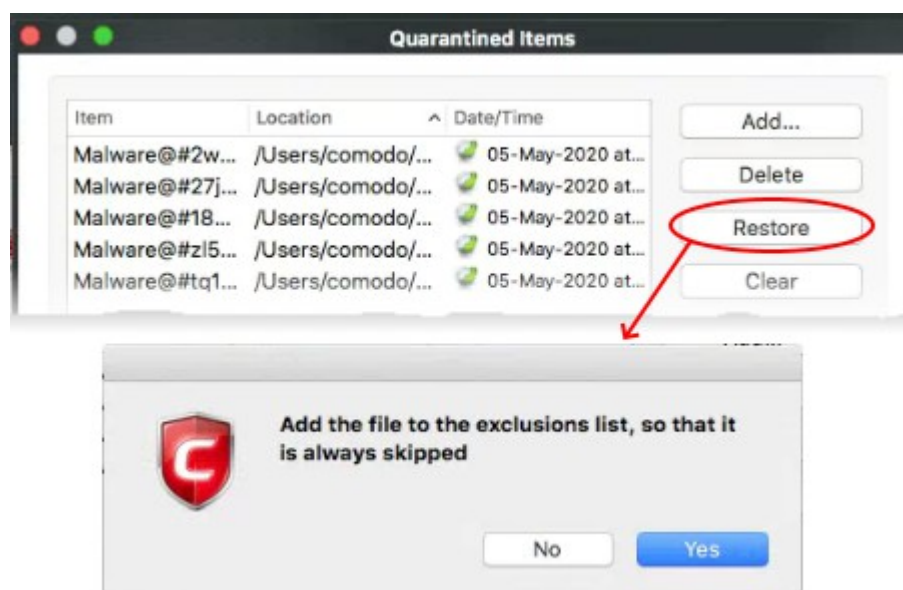 Quarantined Items
Item Location Date/Time
Malware@#2w... /Users/comodo/... 05-May-2020 at...
Malware@#27j... /Users/comodo/... 05-May-2020 at...
Malware@#18... /Users/comodo/... 05-May-2020 at...
Malware@#zl5... /Users/comodo/... 05-May-2020 at...
Malware@#tq1... /Users/comodo/... 05-May-2020 at...
Add...
Delete
Restore
Clear
C
Add the file to the exclusions list, so that it
is always skipped
No Yes